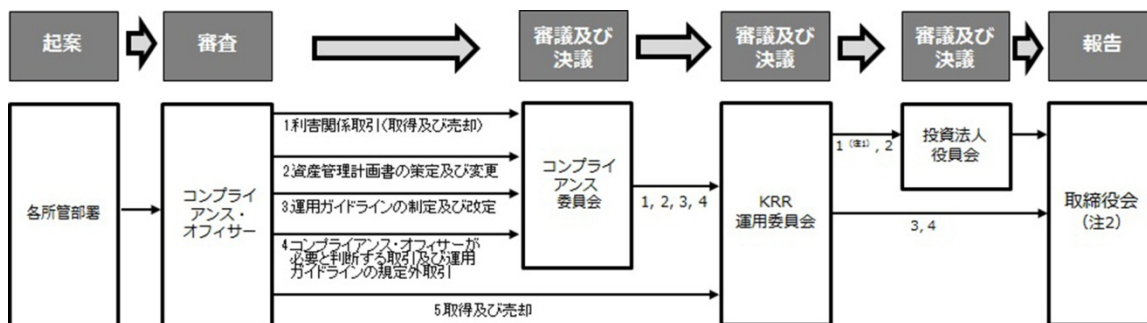 起案
審査
審議及び
決議
審議及び
決議
審議及び
決議
報告
各所管部署
コンプライ
アンス・
オフィサー
1.利害関係取引(取得及び売却)
2.資産管理計画書の策定及び変更
3.運用ガイドラインの制定及び改定
4.コンプライアンス・オフィサーが
必要と判断する取引及び運用
ガイドラインの規定外取引
5.取得及び売却
コンプライ
アンス
委員会
1, 2, 3, 4
KRR
運用委員会
1 (注1) , 2
3, 4
投資法人
役員会
取締役会
(注2)